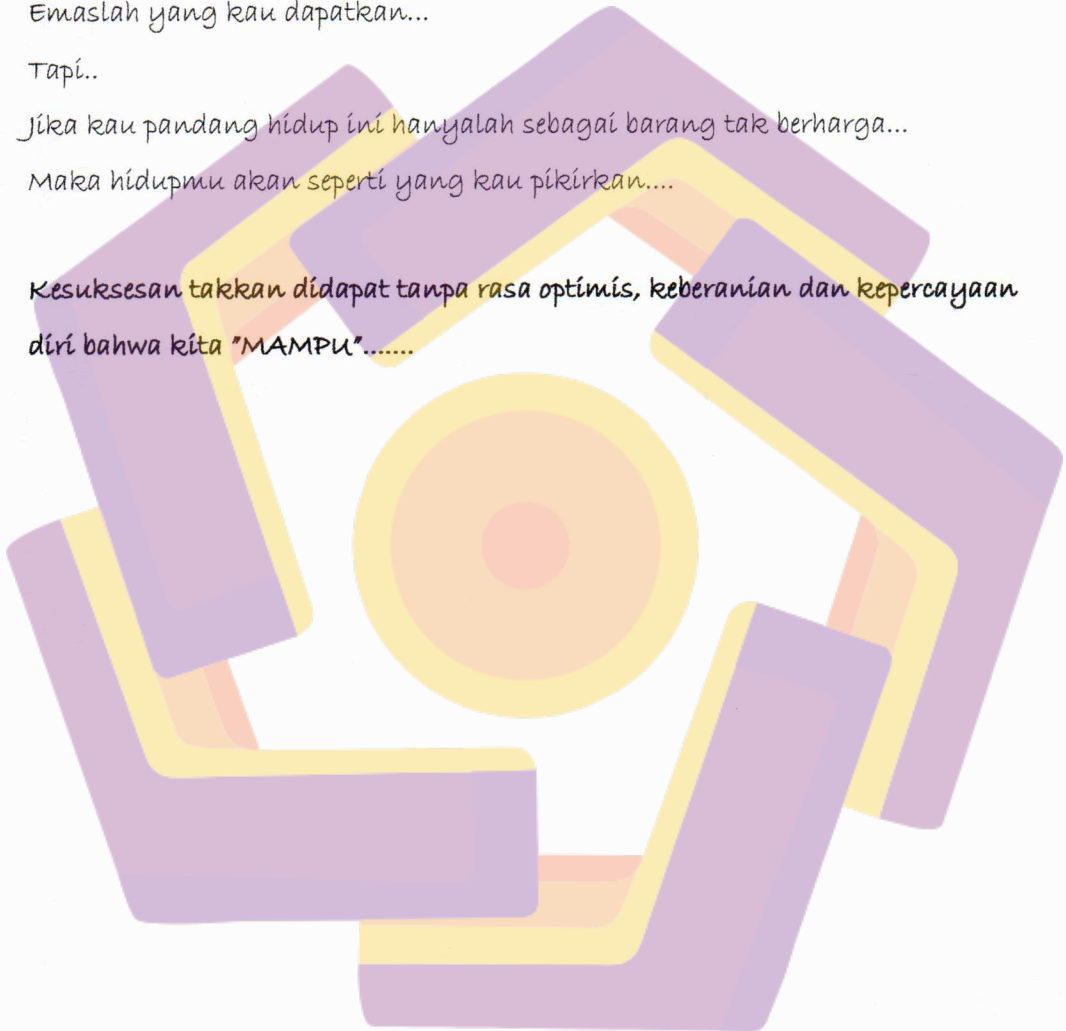 Emaslah yang kau dapatkan...
Tapi..
Jika kau pandang hidup ini hanyalah sebagai barang tak berharga...
Maka hidupmu akan seperti yang kau pikirkan....
Kesuksesan takkan didapat tanpa rasa optimis, keberanian dan kepercayaan
diri bahwa kita "MAMPU".......